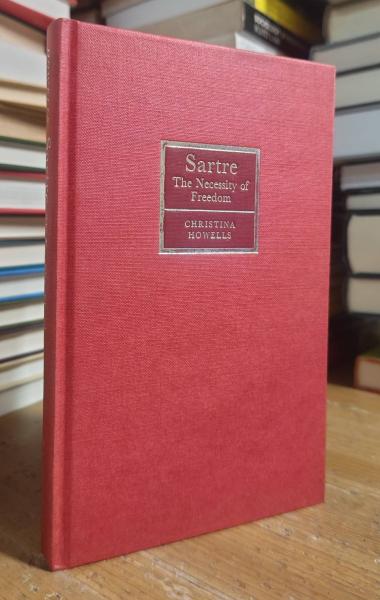 Sartre
The Necessity of
Freedom
CHRISTINA
HOWELLS